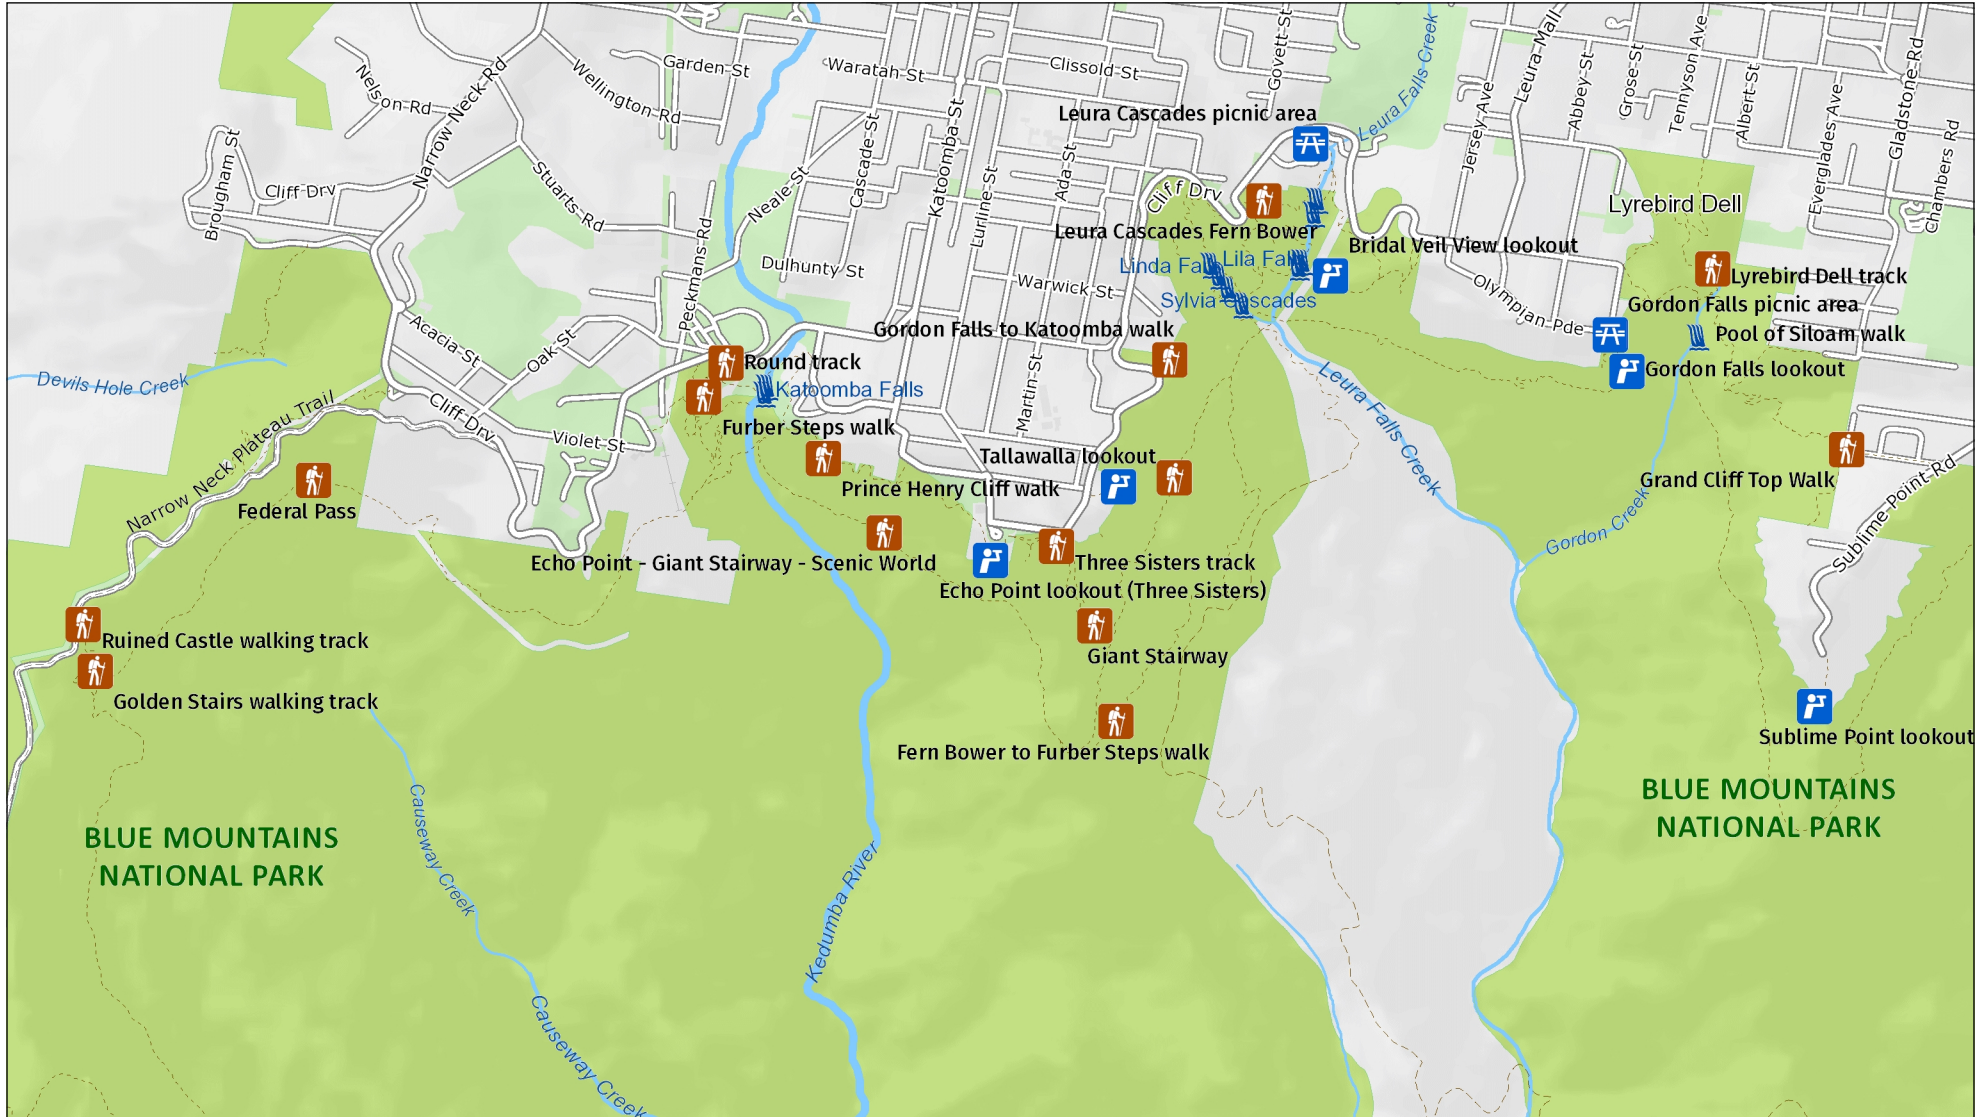 Garden St
Waratah St
Clissold St
Govett-St
Leura Falls Creek
Leura-Mall
Abbey-St
Grose-St
Tennyson Ave
Albert-St
Gladstone Rd
Nelson Rd
Narrow Neck Rd
Wellington Rd
Cascade-St
Katoomba-St
Leura Cascades picnic area
Leura Falls Creek
Jersey-Ave
Everglades-Ave
Chambers Rd
Brougham St
Cliff-Drv
Stuarts-Rd
Neale-St
Lurline-St
Ada-St
Cliff Drv
Lyrebird Dell
Leura Cascades Fern Bower
Bridal Veil View lookout
Peckmans-Rd
Dulhunty St
Linda Fa
Lila Fa
Warwick-St
Sylvia Cascades
Olympian-Pde
Lyrebird Dell track
Gordon Falls picnic area
Acacia-St
Oak-St
Gordon Falls to Katoomba walk
Pool of Siloam walk
Round track
Gordon Falls lookout
Devils Hole Creek
Katoomba Falls
Martin-St
Leura Falls Creek
Narrow Neck Plateau Trail
Cliff-Drv
Violet-St
Furber Steps walk
Tallawalla lookout
Grand Cliff Top Walk
Federal Pass
Prince Henry Cliff walk
Gordon Creek
Sublime-Point-Rd
Echo Point - Giant Stairway - Scenic World
Three Sisters track
Echo Point lookout (Three Sisters)
Ruined Castle walking track
Giant Stairway
Golden Stairs walking track
Fern Bower to Furber Steps walk
Sublime Point lookout
BLUE MOUNTAINS
NATIONAL PARK
BLUE MOUNTAINS
NATIONAL PARK
Causeway Creek
Kedumba River
Causeway Creek